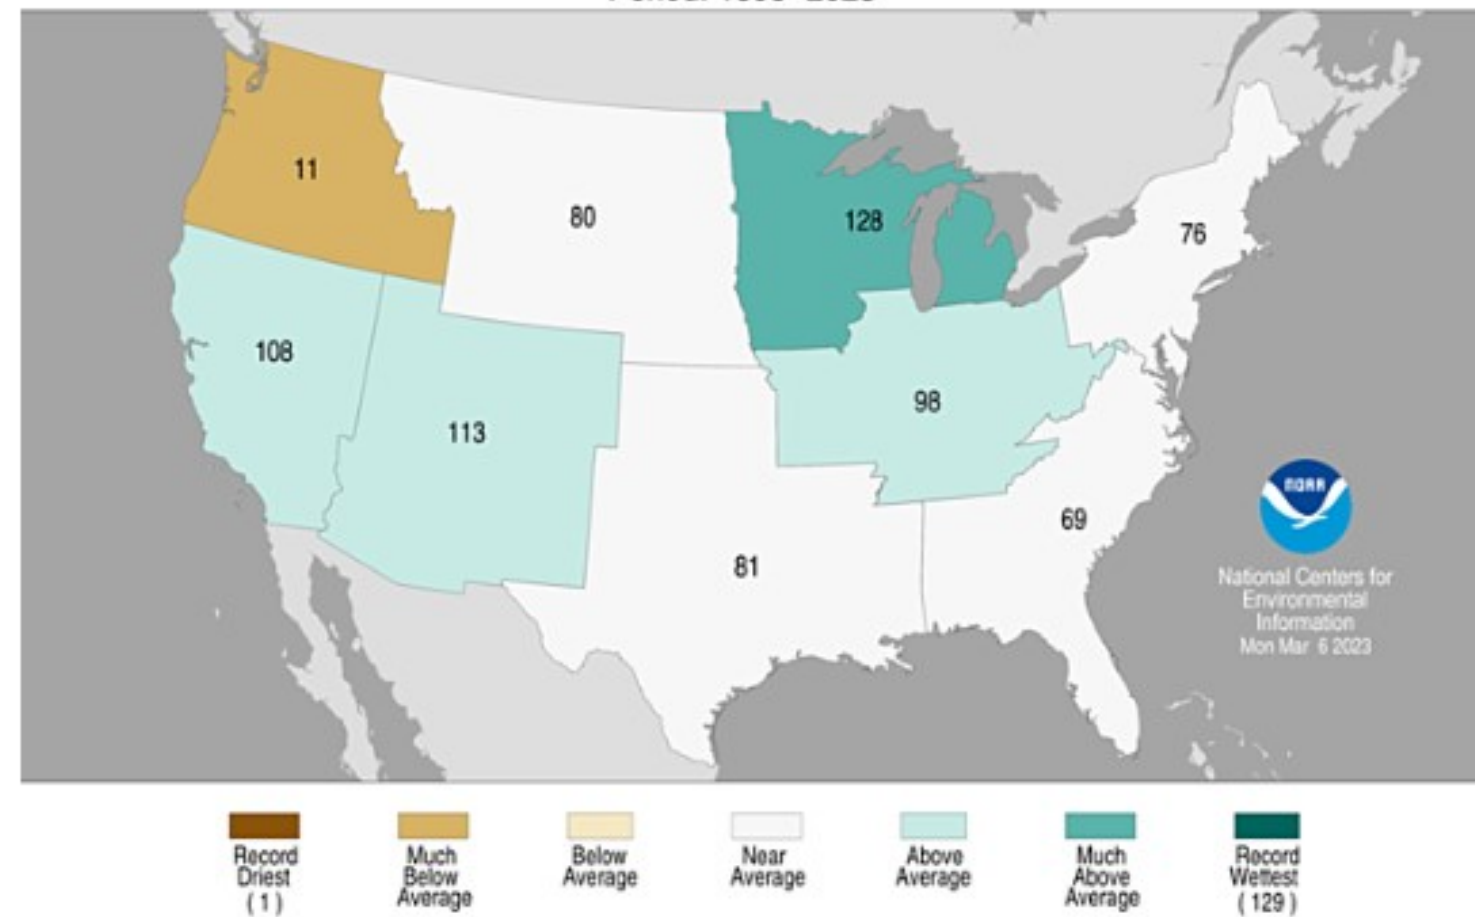 11
80
128
76
108
98
113
69
81
NOAA
National Centers for
Environmental
Information
Mon Mar 6 2023
Record
Driest
( 1 )
Much
Below
Average
Below
Average
Near
Average
Above
Average
Much
Above
Average
Record
Wettest
( 129 )